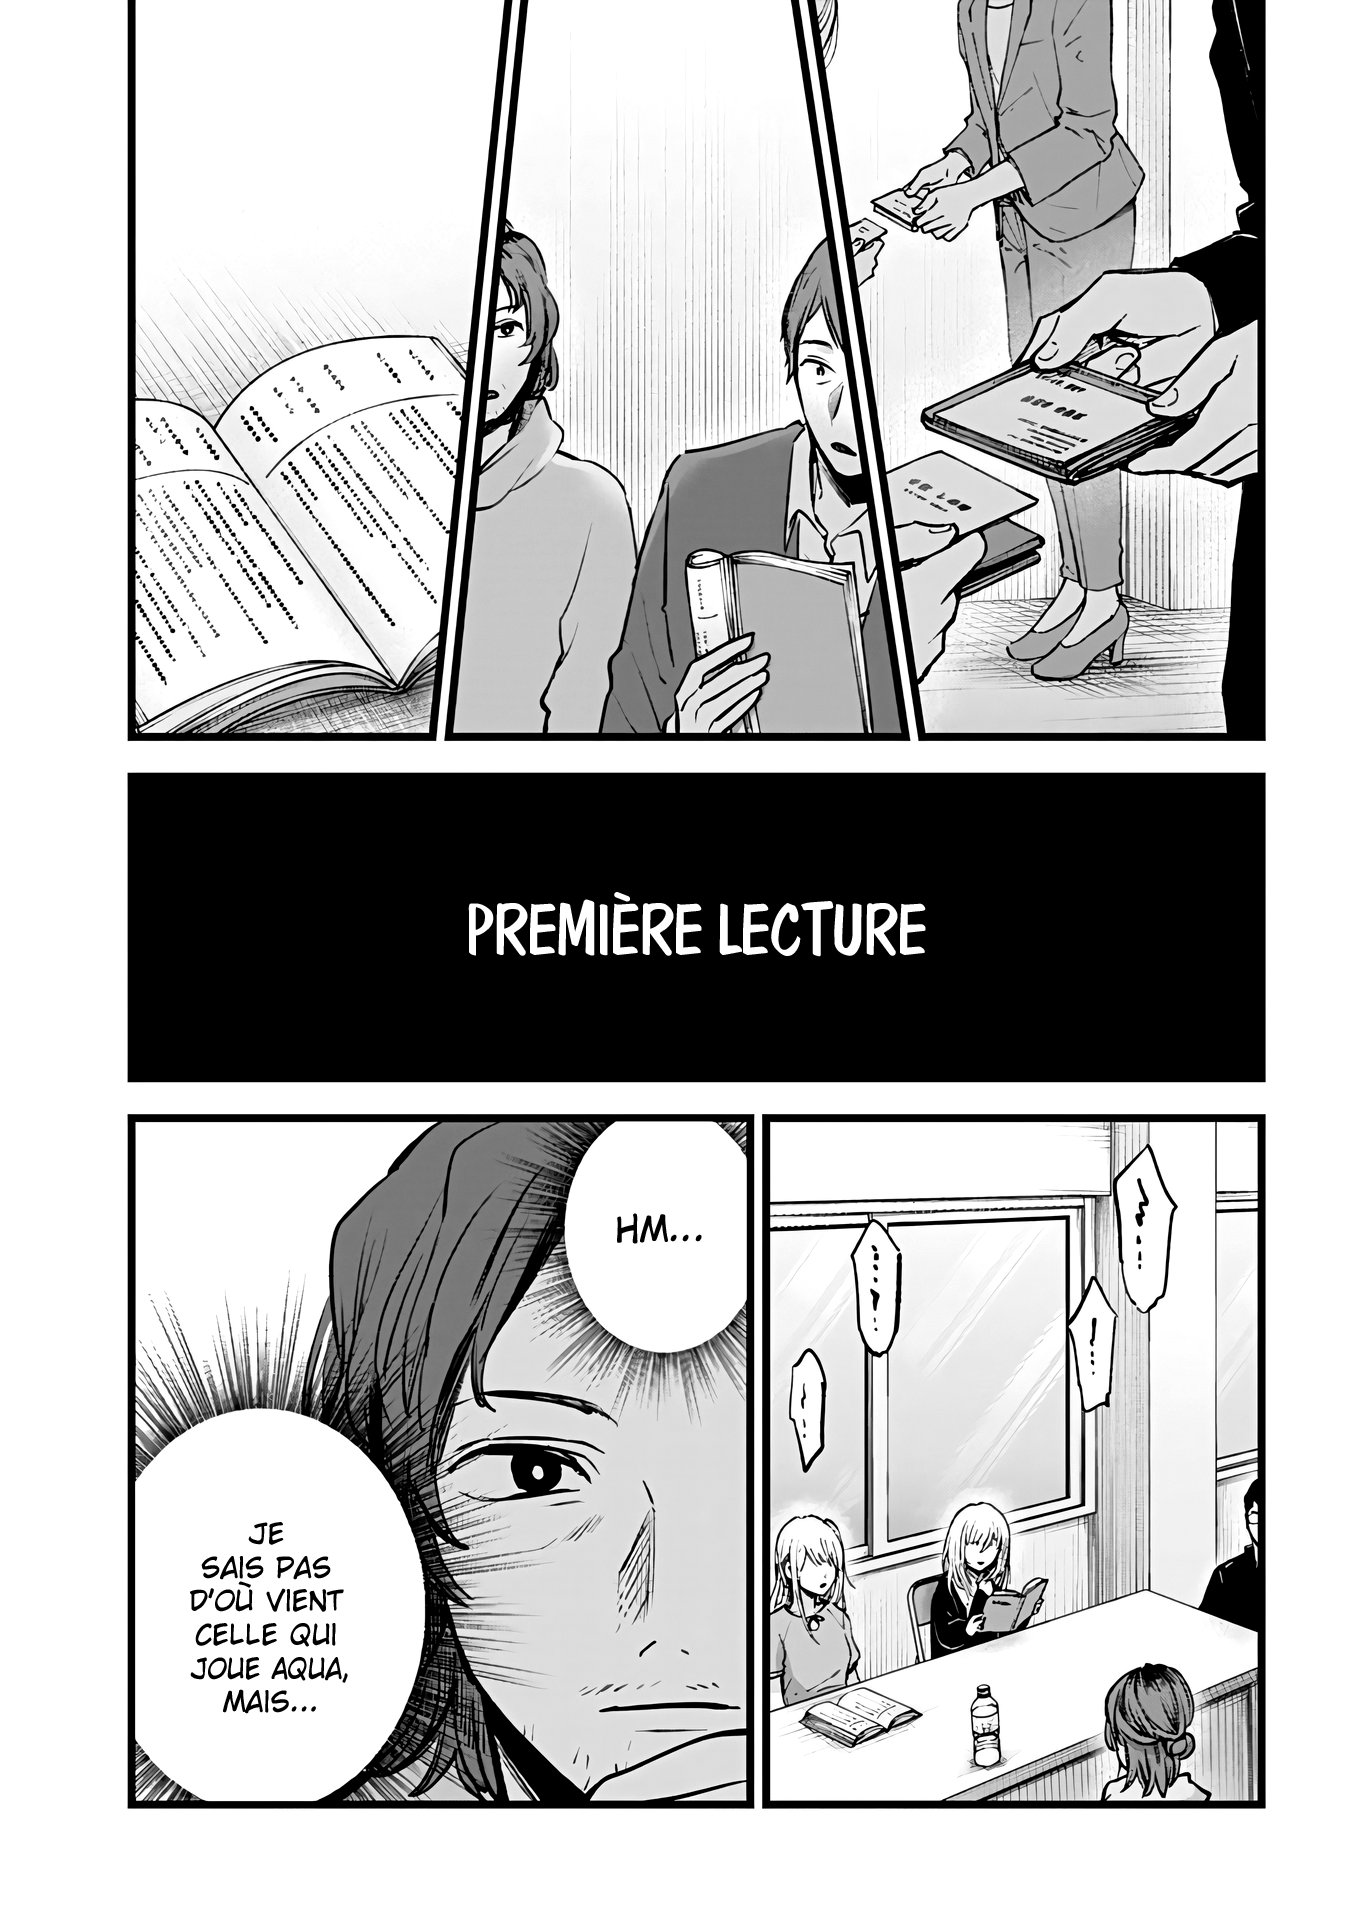 PREMIÈRE LECTURE
HM...
JE
SAIS PAS
D'OÙ VIENT
CELLE QUI
JOUE AQUA,
MAIS...